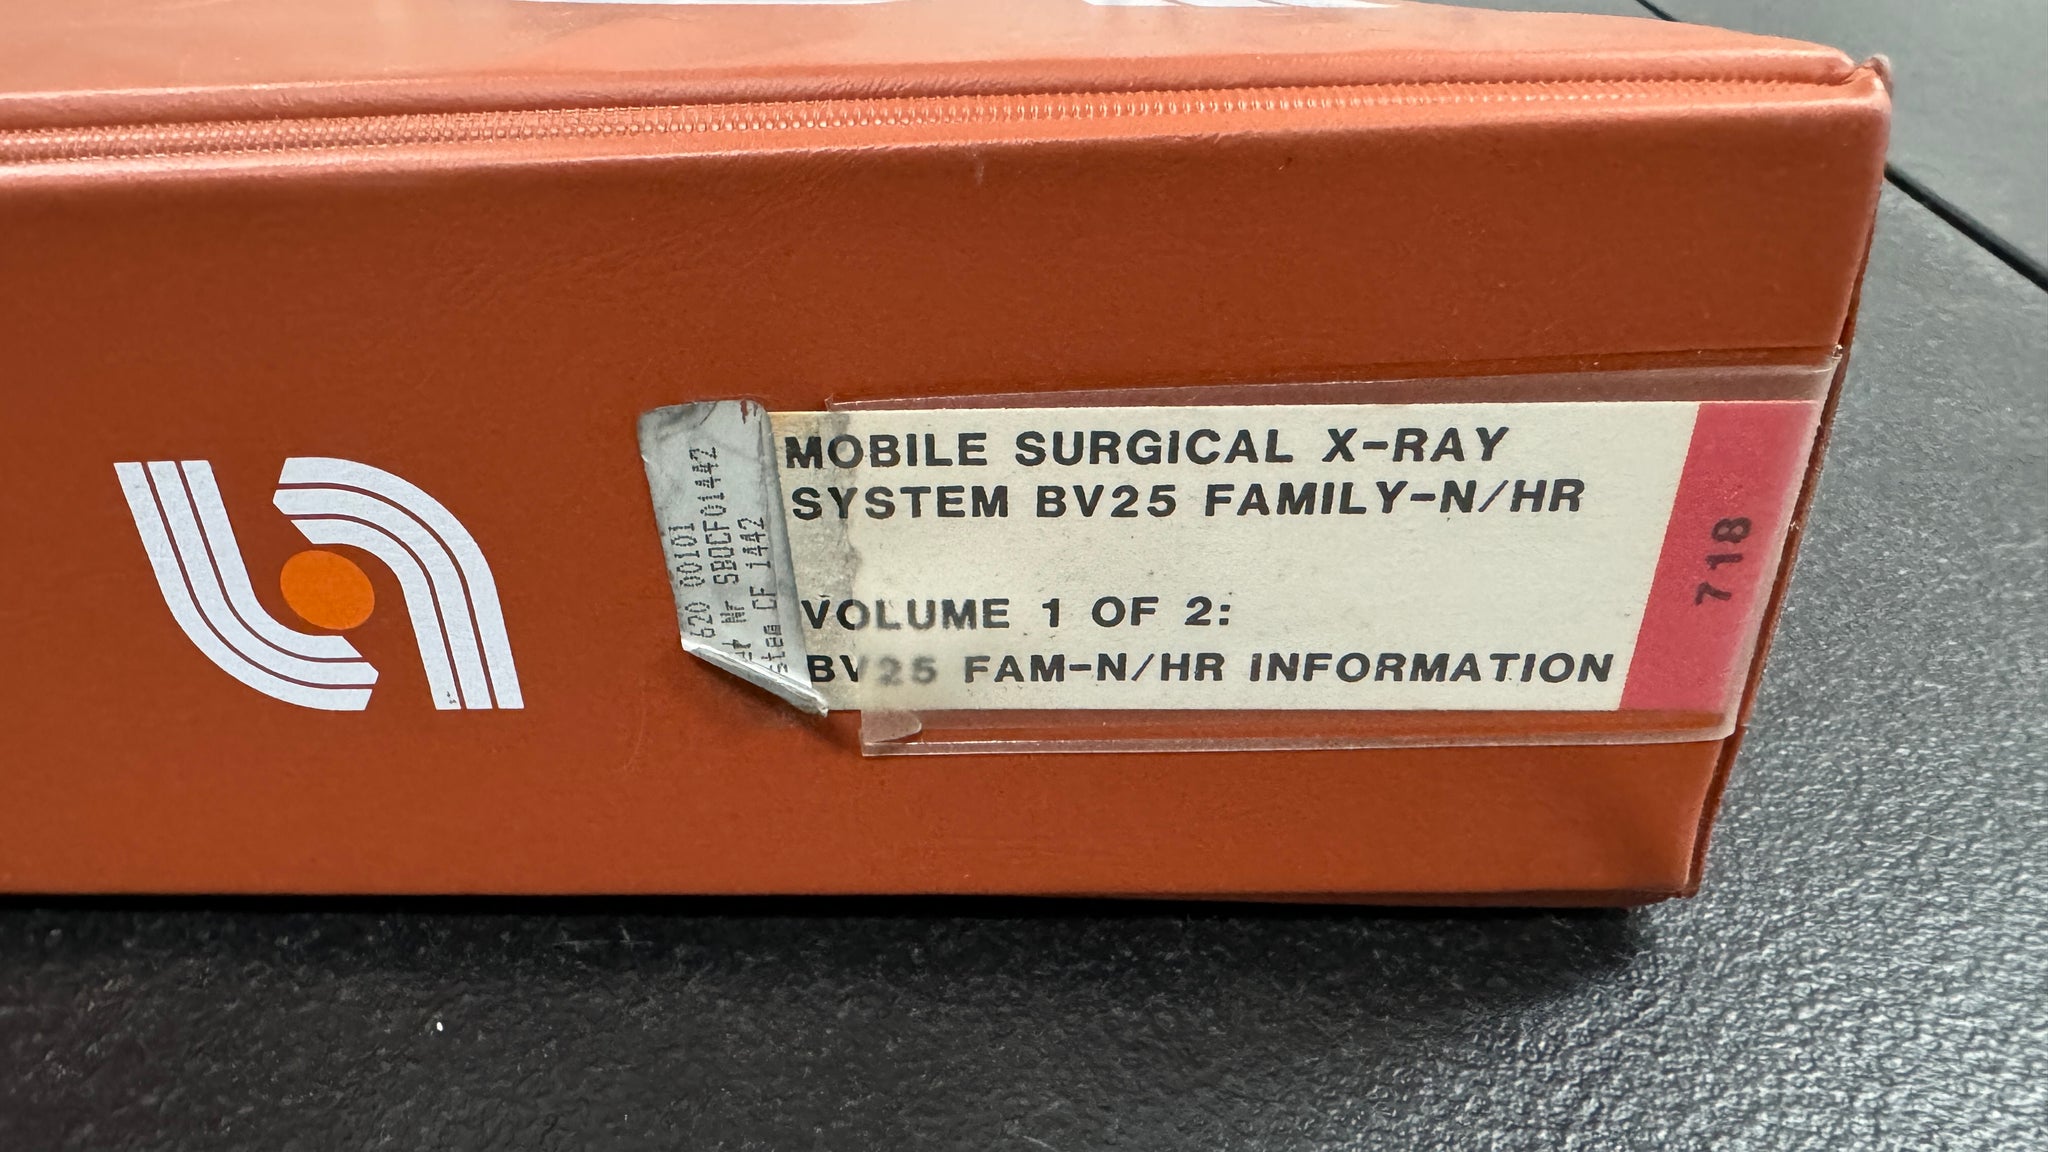 MOBILE SURGICAL X-RAY
SYSTEM BV25 FAMILY-N/HR
VOLUME 1 OF 2:
BV25 FAM-N/HR INFORMATION
718
620 00101
Nr SB0CF01442
CF 1442